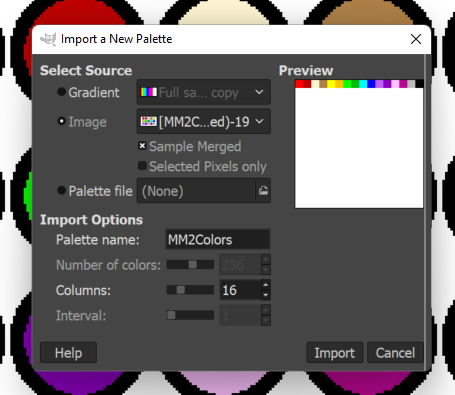 Import a New Palette
Select Source
Preview
Gradient
Full sa... copy
Image
[MM2C...ed)-19
Sample Merged
Selected Pixels only
Palette file
(None)
Import Options
Palette name:
MM2Colors
Number of colors:
256
Columns:
16
Interval:
1
Help
Import
Cancel